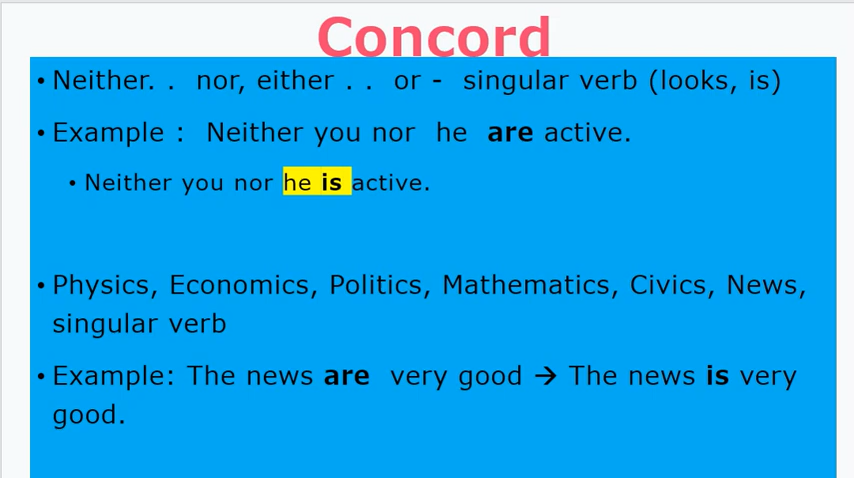 Concord
• Neither. . nor, either . . or - singular verb (looks, is)
• Example : Neither you nor he are active.
• Neither you nor he is active.
• Physics, Economics, Politics, Mathematics, Civics, News,
singular verb
• Example: The news are very good → The news is very
good.